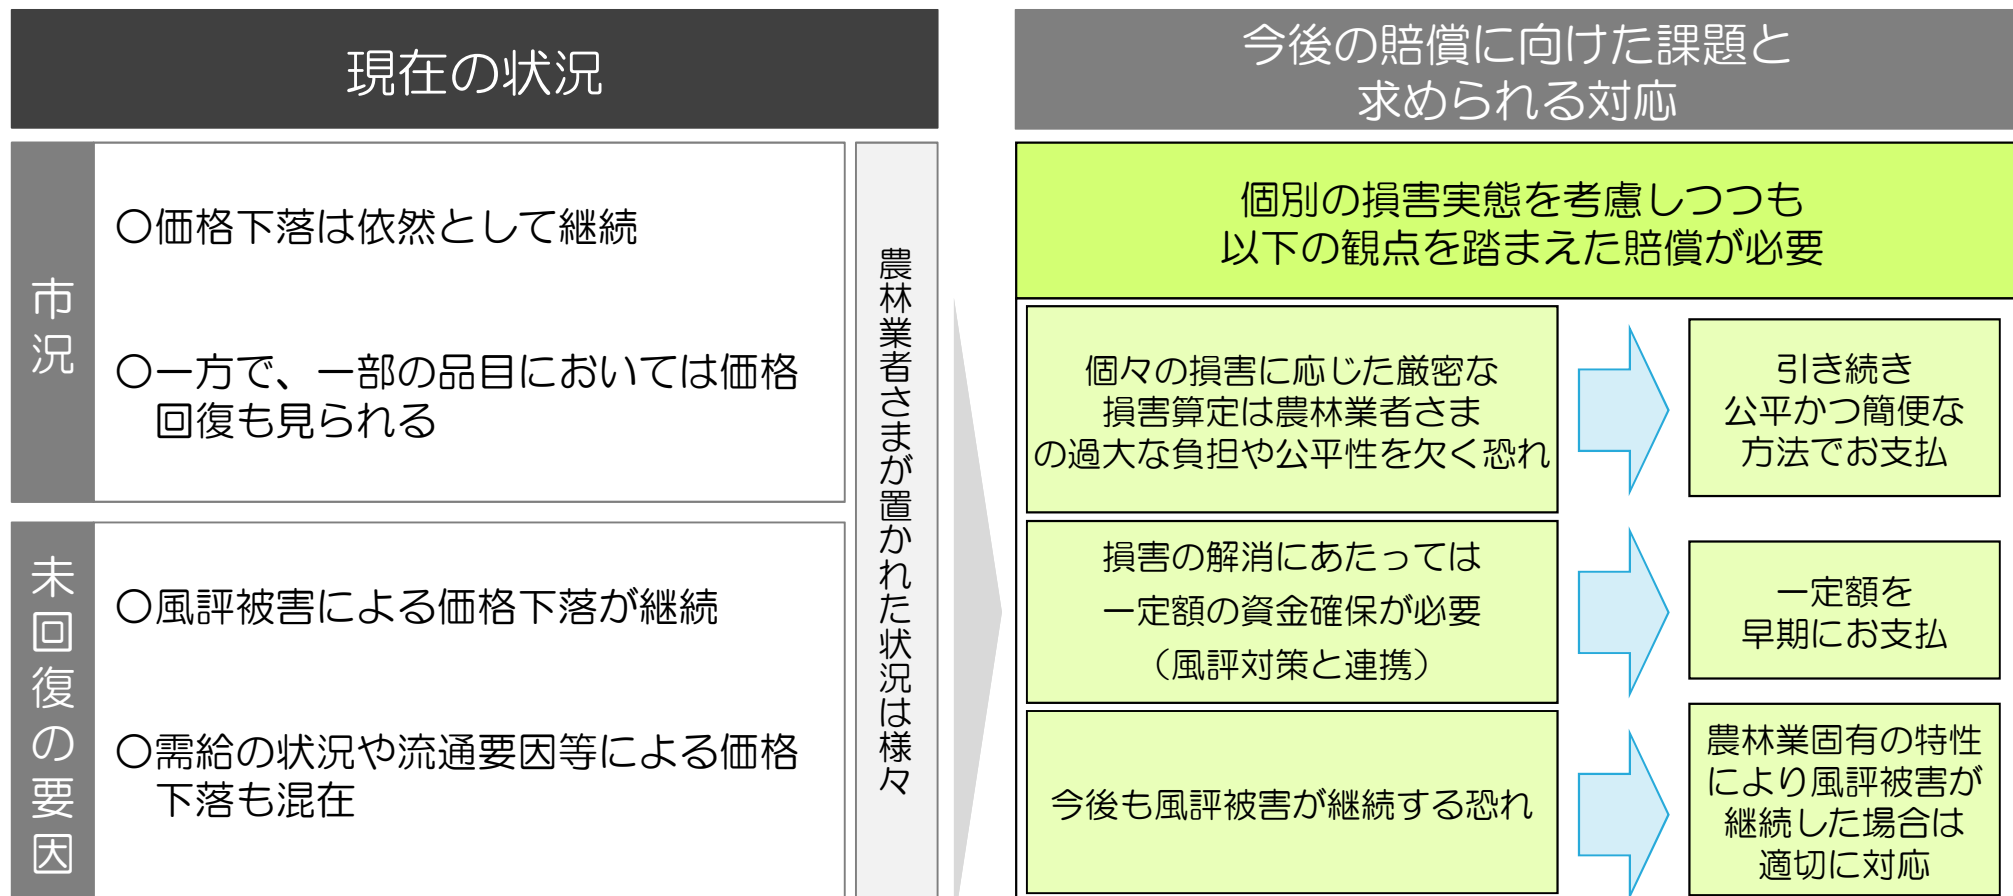 現在の状況
市況
〇価格下落は依然として継続
〇一方で、一部の品目においては価格
回復も見られる
未回復の要因
〇風評被害による価格下落が継続
〇需給の状況や流通要因等による価格
下落も混在
農林業者さまが置かれた状況は様々
今後の賠償に向けた課題と
求められる対応
個別の損害実態を考慮しつつも
以下の観点を踏まえた賠償が必要
個々の損害に応じた厳密な
損害算定は農林業者さま
の過大な負担や公平性を欠く恐れ
引き続き
公平かつ簡便な
方法でお支払
損害の解消にあたっては
一定額の資金確保が必要
（風評対策と連携）
一定額を
早期にお支払
今後も風評被害が継続する恐れ
農林業固有の特性
により風評被害が
継続した場合は
適切に対応